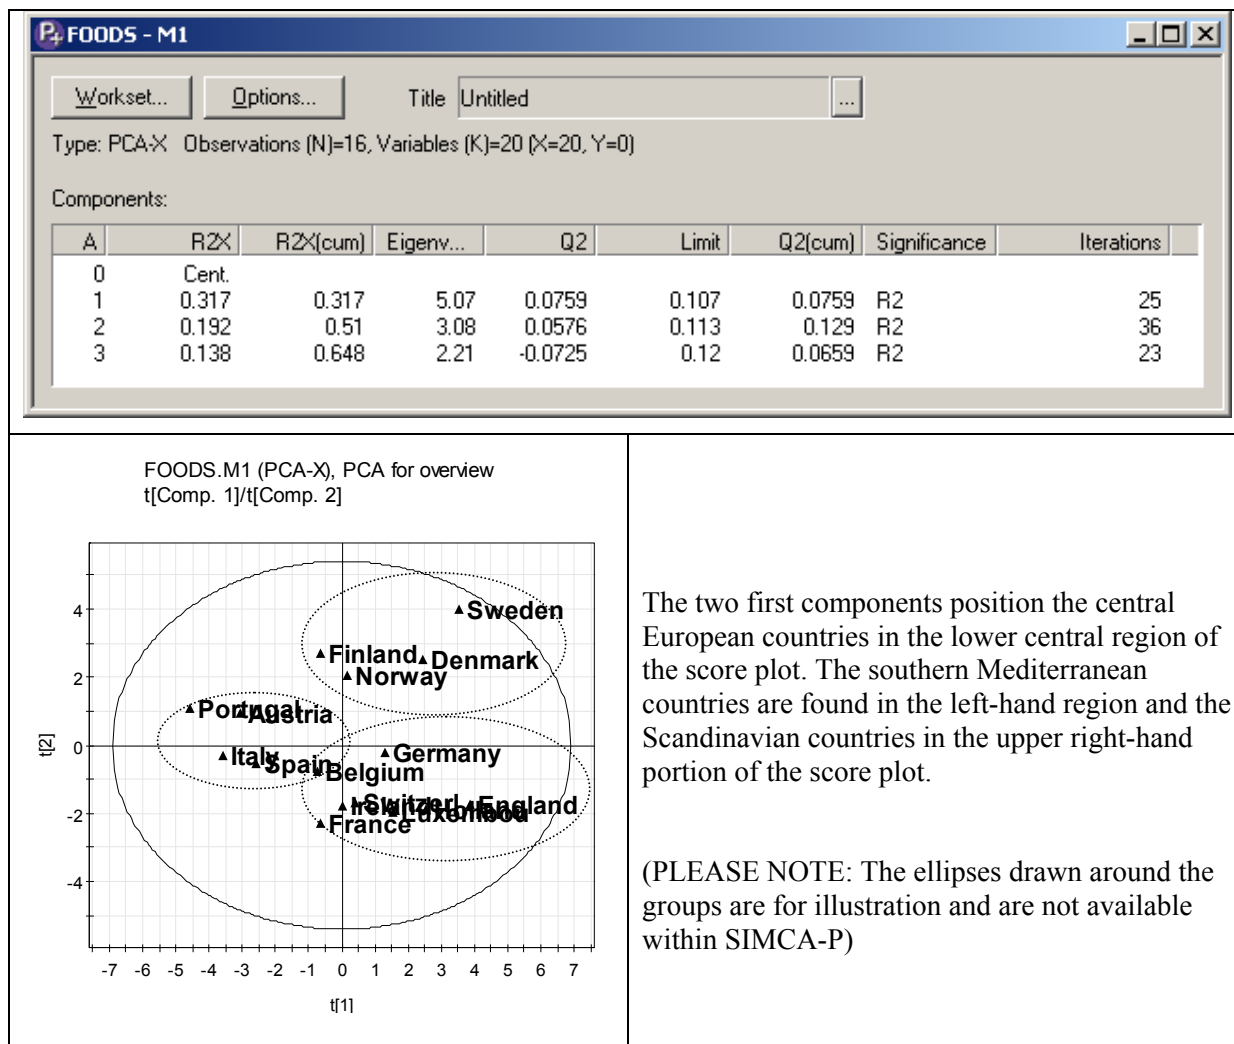 FOODS - M1
Workset... Options... Title Untitled ...
Type: PCA-X Observations (N)=16, Variables (K)=20 (X=20, Y=0)
Components:
A R2X R2X(cum) Eigenv... Q2 Limit Q2(cum) Significance Iterations
0 Cent.
1 0.317 0.317 5.07 0.0759 0.107 0.0759 R2 25
2 0.192 0.51 3.08 0.0576 0.113 0.129 R2 36
3 0.138 0.648 2.21 -0.0725 0.12 0.0659 R2 23
FOODS.M1 (PCA-X), PCA for overview
t[Comp. 1]/t[Comp. 2]
t[2]
4
2
0
-2
-4
Sweden
Finland
Denmark
Norway
Portugal
Austria
Italy
Spain
Germany
Belgium
Switzerl
Ireland
England
Holland
Luxembou
France
-7 -6 -5 -4 -3 -2 -1 0 1 2 3 4 5 6 7
t[1]
The two first components position the central
European countries in the lower central region of
the score plot. The southern Mediterranean
countries are found in the left-hand region and the
Scandinavian countries in the upper right-hand
portion of the score plot.
(PLEASE NOTE: The ellipses drawn around the
groups are for illustration and are not available
within SIMCA-P)